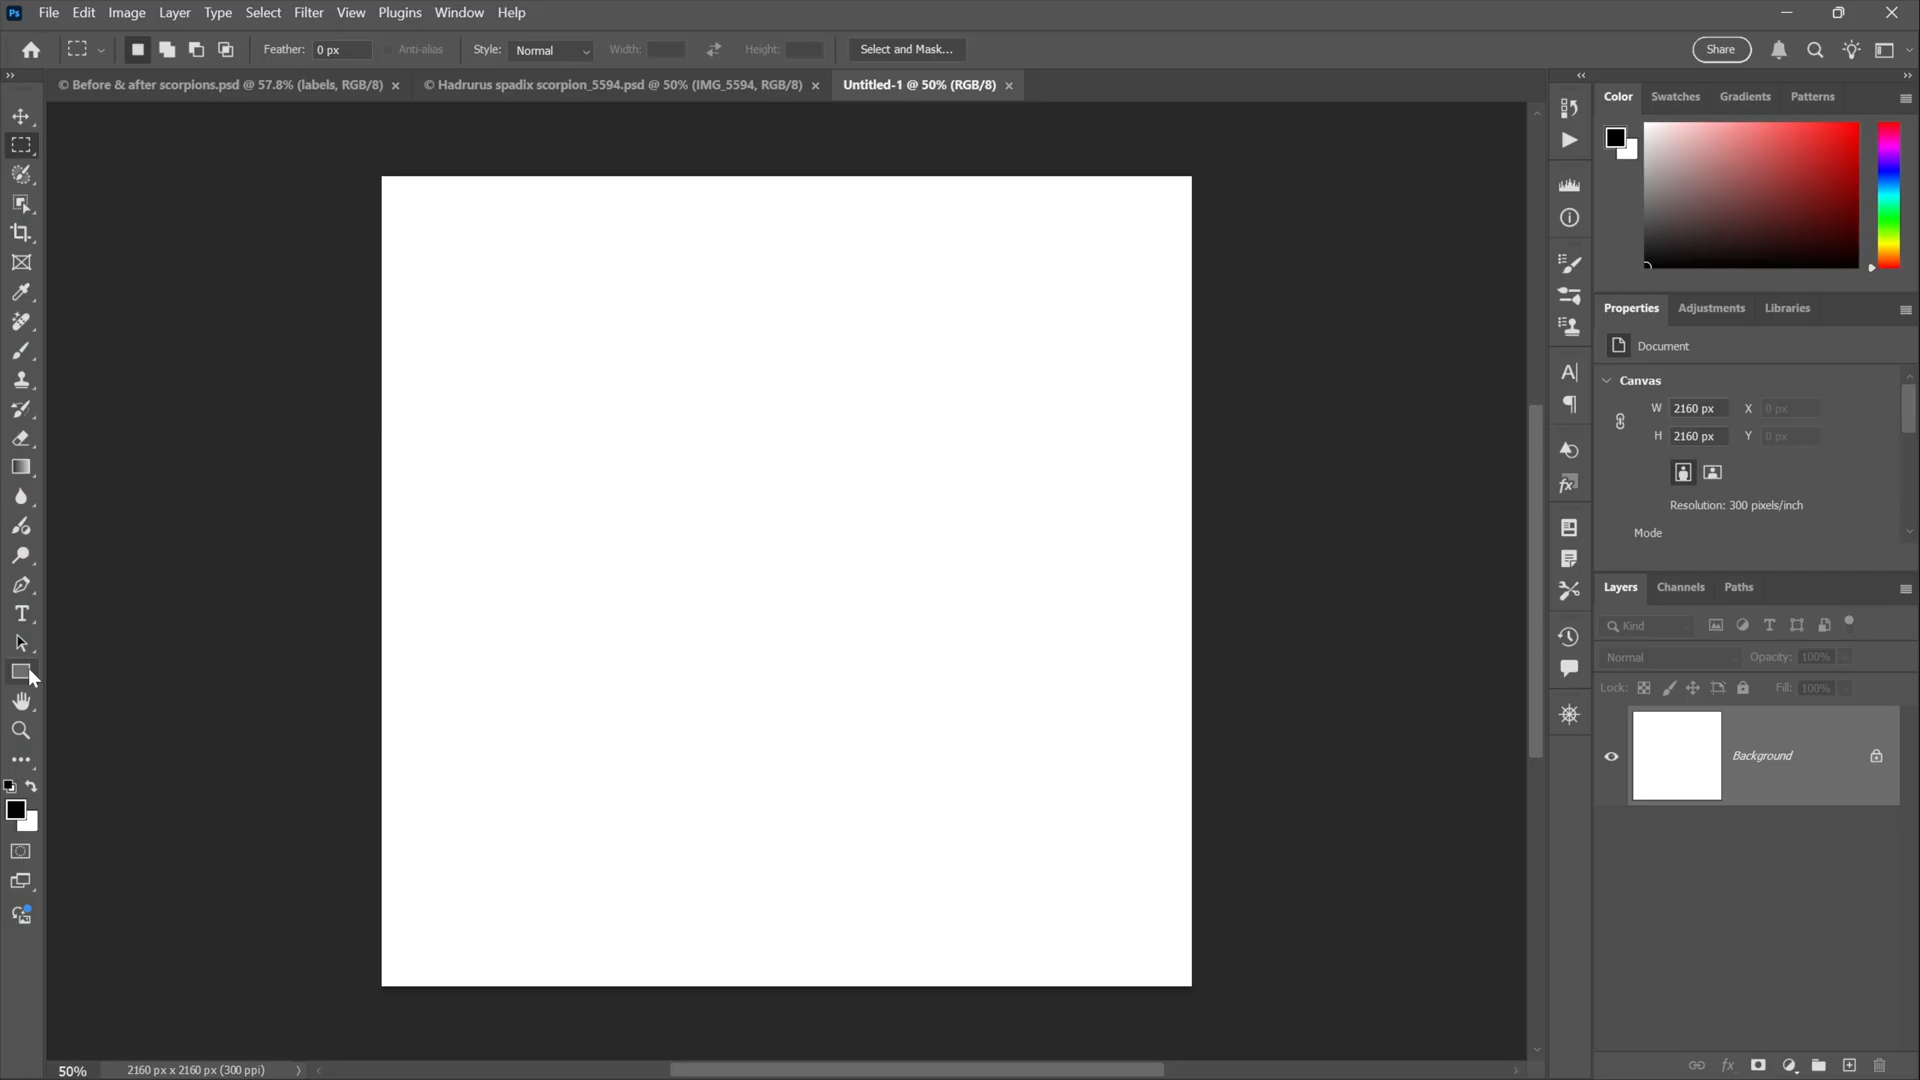 Ps File Edit Image Layer Type Select Filter View Plugins Window Help
Feather: 0 px Anti-alias Style: Normal Width: Height: Select and Mask... Share
© Before & after scorpions.psd @ 57.8% (labels, RGB/8) × © Hadrurus spadix scorpion_5594.psd @ 50% (IMG_5594, RGB/8) × Untitled-1 @ 50% (RGB/8) ×
Color Swatches Gradients Patterns
Properties Adjustments Libraries
Document
Canvas
W 2160 px X 0 px
H 2160 px Y 0 px
Resolution: 300 pixels/inch
Mode
Layers Channels Paths
Kind
Normal Opacity: 100%
Lock: Fill: 100%
Background
50% 2160 px x 2160 px (300 ppi)